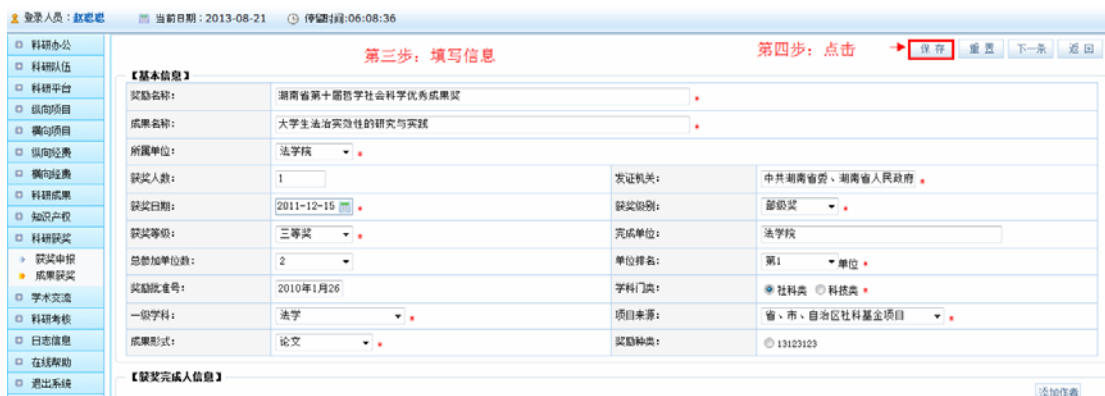 登录人员：赵聪聪 当前日期：2013-08-21 停留时间:06:08:36
科研办公
科研队伍
科研平台
纵向项目
横向项目
纵向经费
横向经费
科研成果
知识产权
科研获奖
获奖申报
成果获奖
学术交流
科研考核
日志信息
在线帮助
退出系统
第三步：填写信息 第四步：点击 保存 重置 下一条 返回
【基本信息】
奖励名称： 湖南省第十届哲学社会科学优秀成果奖 *
成果名称： 大学生法治实效性的研究与实践 *
所属单位： 法学院 *
获奖人数： 1 发证机关： 中共湖南省委、湖南省人民政府 *
获奖日期： 2011-12-15 * 获奖级别： 部级奖 *
获奖等级： 三等奖 * 完成单位： 法学院
总参加单位数： 2 单位排名： 第1 单位 *
奖励批准号： 2010年1月26 学科门类： 社科类 科技类 *
一级学科： 法学 * 项目来源： 省、市、自治区社科基金项目 *
成果形式： 论文 * 奖励种类： 13123123
【获奖完成人信息】
添加作者